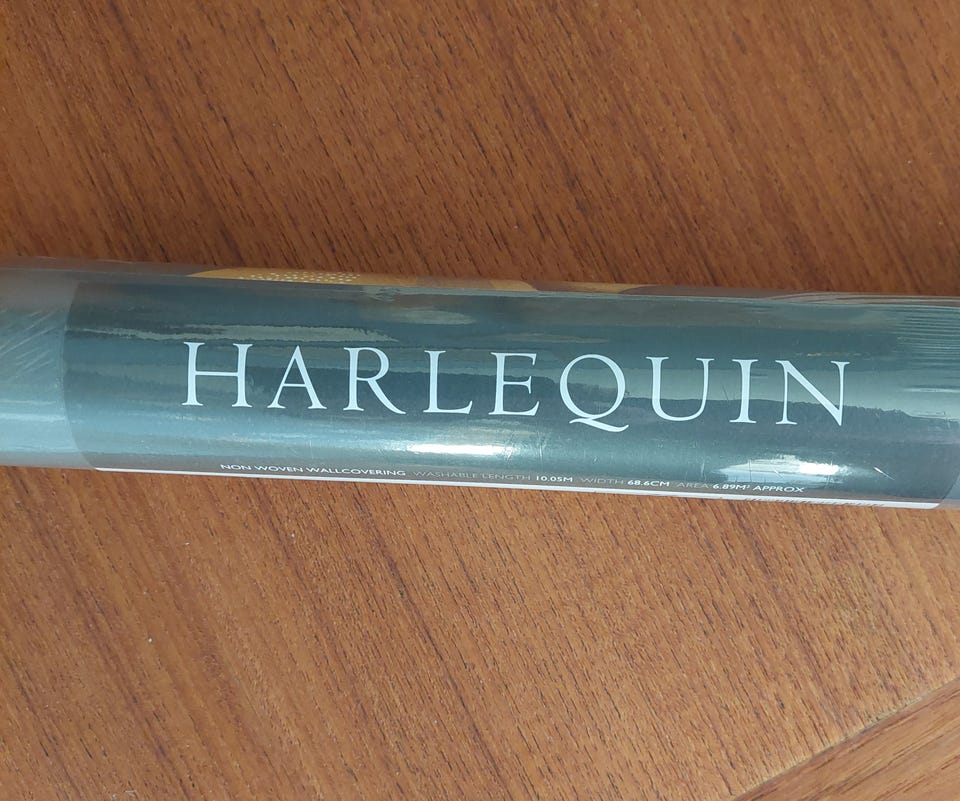 HARLEQUIN
NON WOVEN WALLCOVERING WASHABLE LENGTH 10.05M WIDTH 68.6CM AREA 6.89M² APPROX